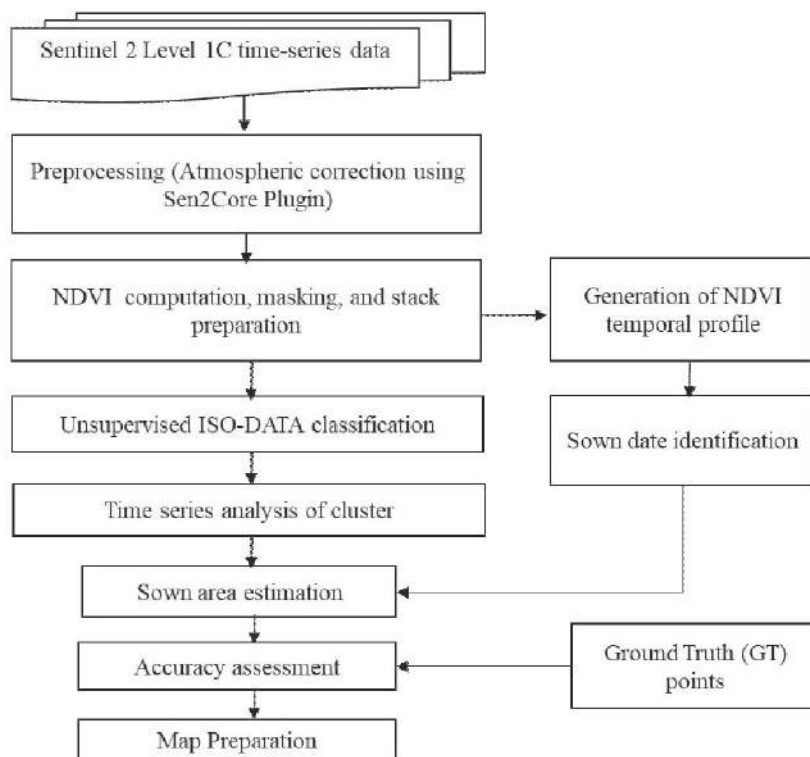 Sentinel 2 Level 1C time-series data
Preprocessing (Atmospheric correction using
Sen2Core Plugin)
NDVI computation, masking, and stack
preparation
Generation of NDVI
temporal profile
Unsupervised ISO-DATA classification
Sown date identification
Time series analysis of cluster
Sown area estimation
Accuracy assessment
Ground Truth (GT)
points
Map Preparation